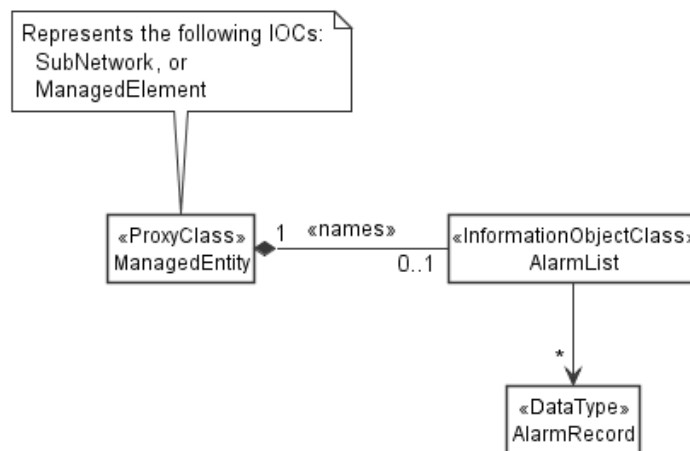 Represents the following IOCs:
SubNetwork, or
ManagedElement
«ProxyClass»
ManagedEntity
1
«names»
0..1
«InformationObjectClass»
AlarmList
*
«DataType»
AlarmRecord